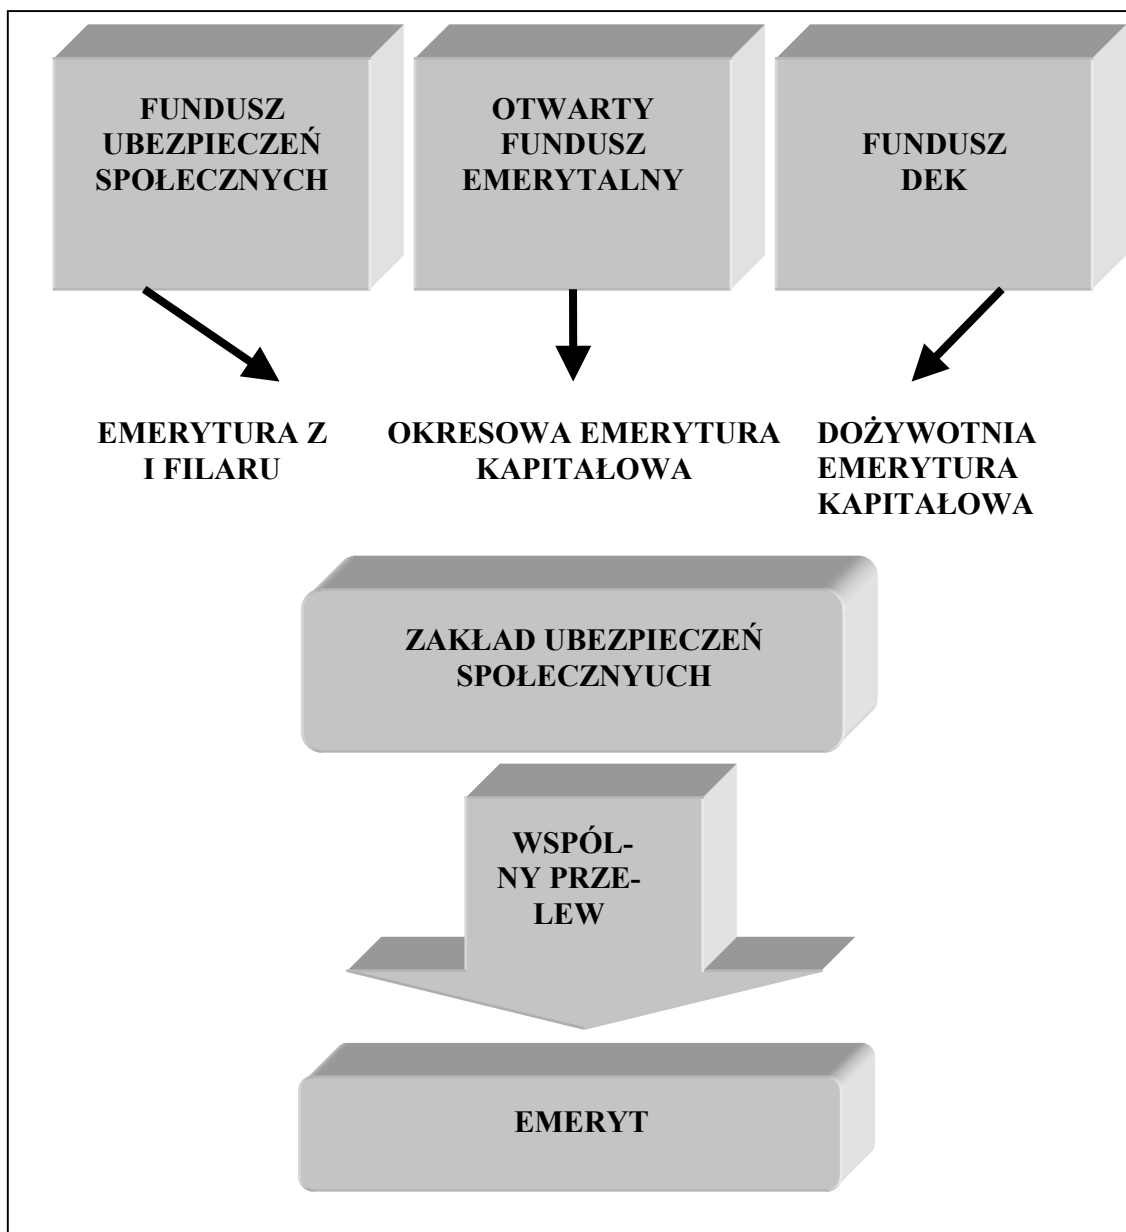 FUNDUSZ
UBEZPIECZEŃ
SPOŁECZNYCH
OTWARTY
FUNDUSZ
EMERYTALNY
FUNDUSZ
DEK
EMERYTURA Z
I FILARU
OKRESOWA EMERYTURA
KAPITAŁOWA
DOŻYWOTNIA
EMERYTURA
KAPITAŁOWA
ZAKŁAD UBEZPIECZEŃ
SPOŁECZNYUCH
WSPÓL-
NY PRZE-
LEW
EMERYT